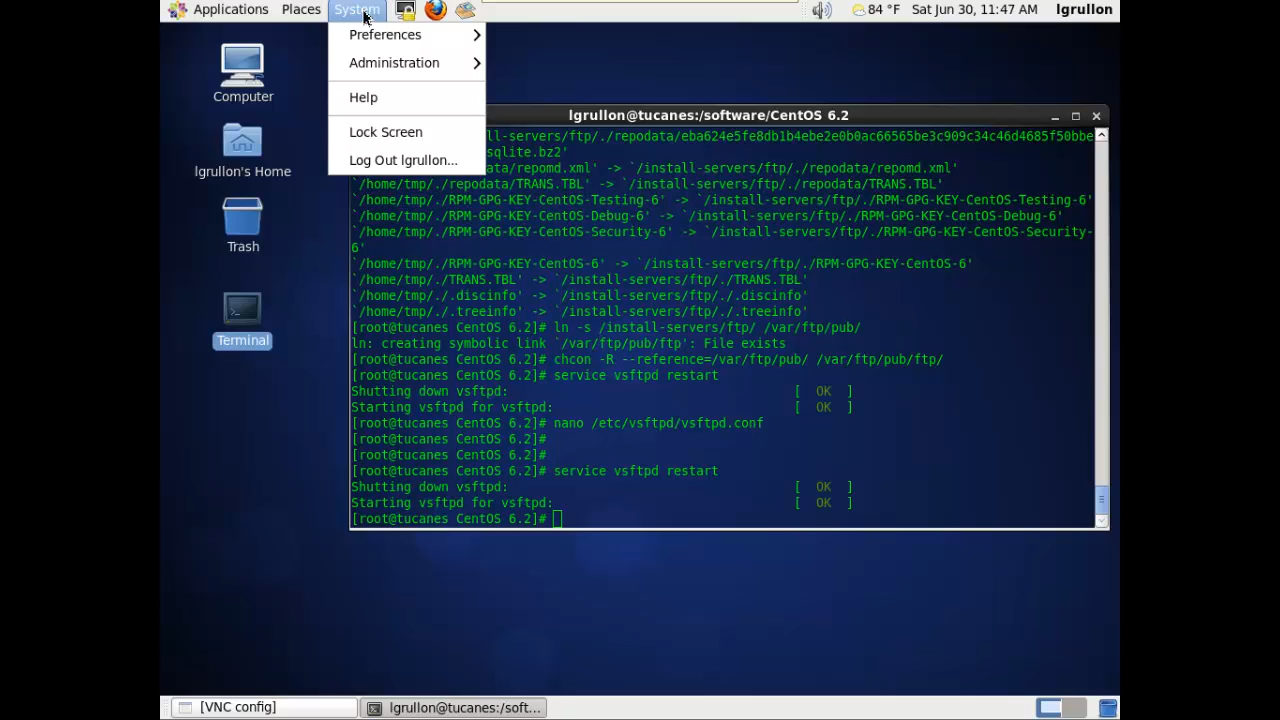 Applications Places System 84 °F Sat Jun 30, 11:47 AM lgrullon
Preferences
Administration
Help
Lock Screen
Log Out lgrullon...
Computer
lgrullon's Home
Trash
Terminal
lgrullon@tucanes:/software/CentOS 6.2
ll-servers/ftp/./repodata/eba624e5fe8db1b4ebe2e0b0ac66565be3c909c34c46d4685f50bbe
sqlite.bz2'
data/repomd.xml' -> `/install-servers/ftp/./repodata/repomd.xml'
`/home/tmp/./repodata/TRANS.TBL' -> `/install-servers/ftp/./repodata/TRANS.TBL'
`/home/tmp/./RPM-GPG-KEY-CentOS-Testing-6' -> `/install-servers/ftp/./RPM-GPG-KEY-CentOS-Testing-6'
`/home/tmp/./RPM-GPG-KEY-CentOS-Debug-6' -> `/install-servers/ftp/./RPM-GPG-KEY-CentOS-Debug-6'
`/home/tmp/./RPM-GPG-KEY-CentOS-Security-6' -> `/install-servers/ftp/./RPM-GPG-KEY-CentOS-Security-
6'
`/home/tmp/./RPM-GPG-KEY-CentOS-6' -> `/install-servers/ftp/./RPM-GPG-KEY-CentOS-6'
`/home/tmp/./TRANS.TBL' -> `/install-servers/ftp/./TRANS.TBL'
`/home/tmp/./.discinfo' -> `/install-servers/ftp/./.discinfo'
`/home/tmp/./.treeinfo' -> `/install-servers/ftp/./.treeinfo'
[root@tucanes CentOS 6.2]# ln -s /install-servers/ftp/ /var/ftp/pub/
ln: creating symbolic link `/var/ftp/pub/ftp': File exists
[root@tucanes CentOS 6.2]# chcon -R --reference=/var/ftp/pub/ /var/ftp/pub/ftp/
[root@tucanes CentOS 6.2]# service vsftpd restart
Shutting down vsftpd: [ OK ]
Starting vsftpd for vsftpd: [ OK ]
[root@tucanes CentOS 6.2]# nano /etc/vsftpd/vsftpd.conf
[root@tucanes CentOS 6.2]#
[root@tucanes CentOS 6.2]#
[root@tucanes CentOS 6.2]# service vsftpd restart
Shutting down vsftpd: [ OK ]
Starting vsftpd for vsftpd: [ OK ]
[root@tucanes CentOS 6.2]#
[VNC config] lgrullon@tucanes:/soft...